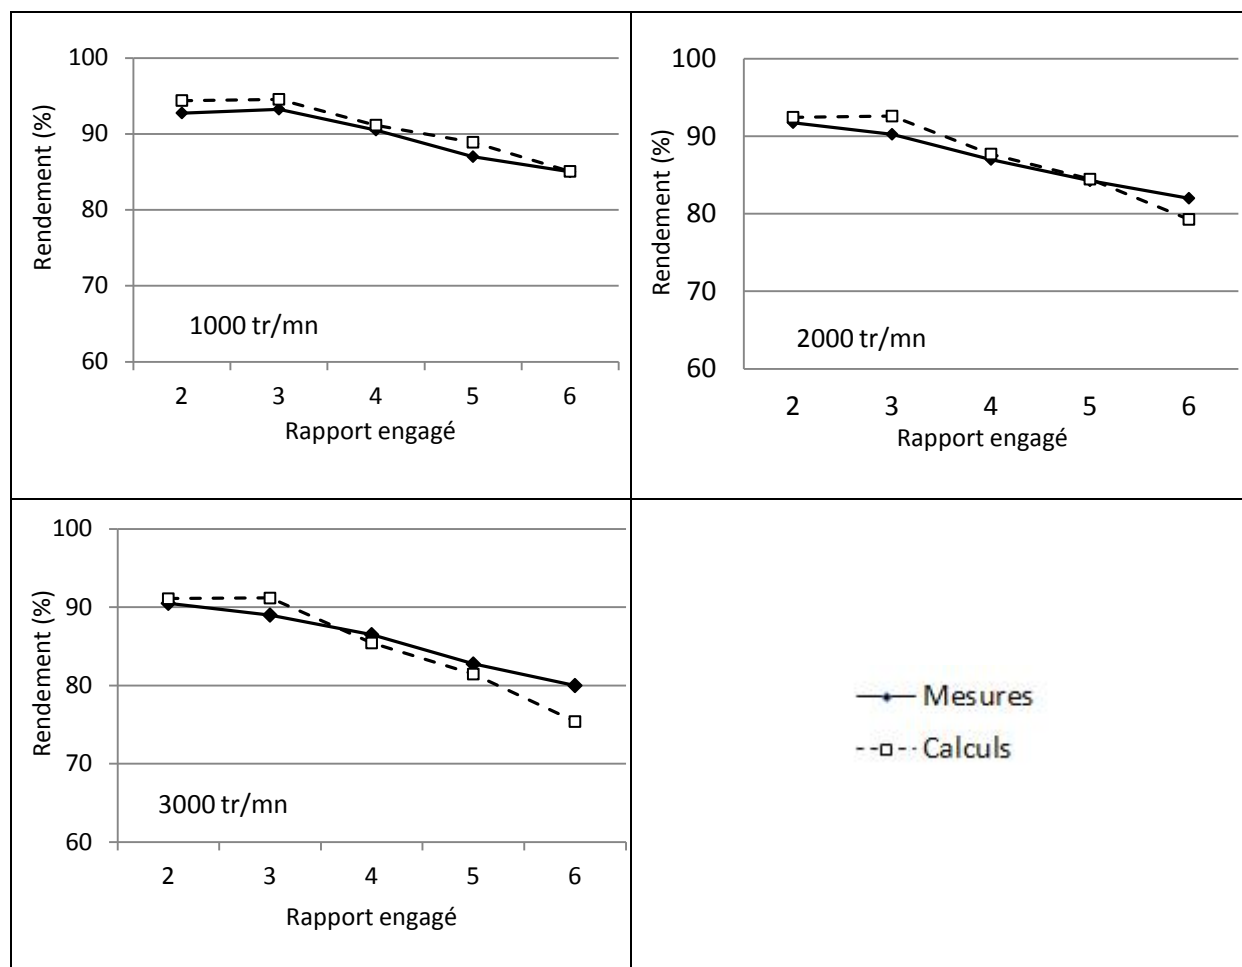 100
90
80
70
60
Rendement (%)
1000 tr/mn
2 3 4 5 6
Rapport engagé
100
90
80
70
60
Rendement (%)
2000 tr/mn
2 3 4 5 6
Rapport engagé
100
90
80
70
60
Rendement (%)
3000 tr/mn
2 3 4 5 6
Rapport engagé
Mesures
Calculs